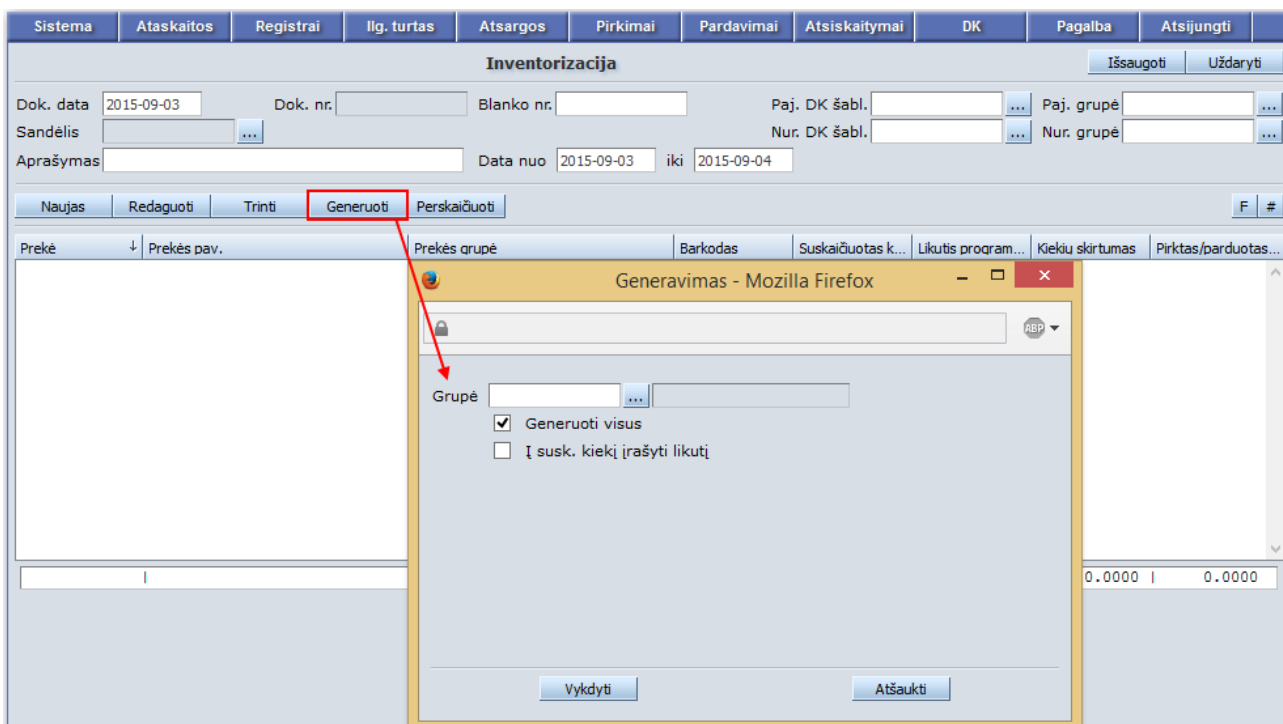 Sistema Ataskaitos Registrai Ilg. turtas Atsargos Pirkimai Pardavimai Atsiskaitymai DK Pagalba Atsijungti
Inventorizacija Išsaugoti Uždaryti
Dok. data 2015-09-03 Dok. nr. Blanko nr. Paj. DK šabl. ... Paj. grupė ...
Sandėlis ... Nur. DK šabl. ... Nur. grupė ...
Aprašymas Data nuo 2015-09-03 iki 2015-09-04
Naujas Redaguoti Trinti Generuoti Perskaičiuoti F #
Prekė Prekės pav. Prekės grupė Barkodas Suskaičiuotas k... Likutis program... Kiekių skirtumas Pirktas/parduotas...
Generavimas - Mozilla Firefox
ABP
Grupė ...
Generuoti visus
Į susk. kiekį įrašyti likutį
0.0000 | 0.0000
Vykdyti Atšaukti